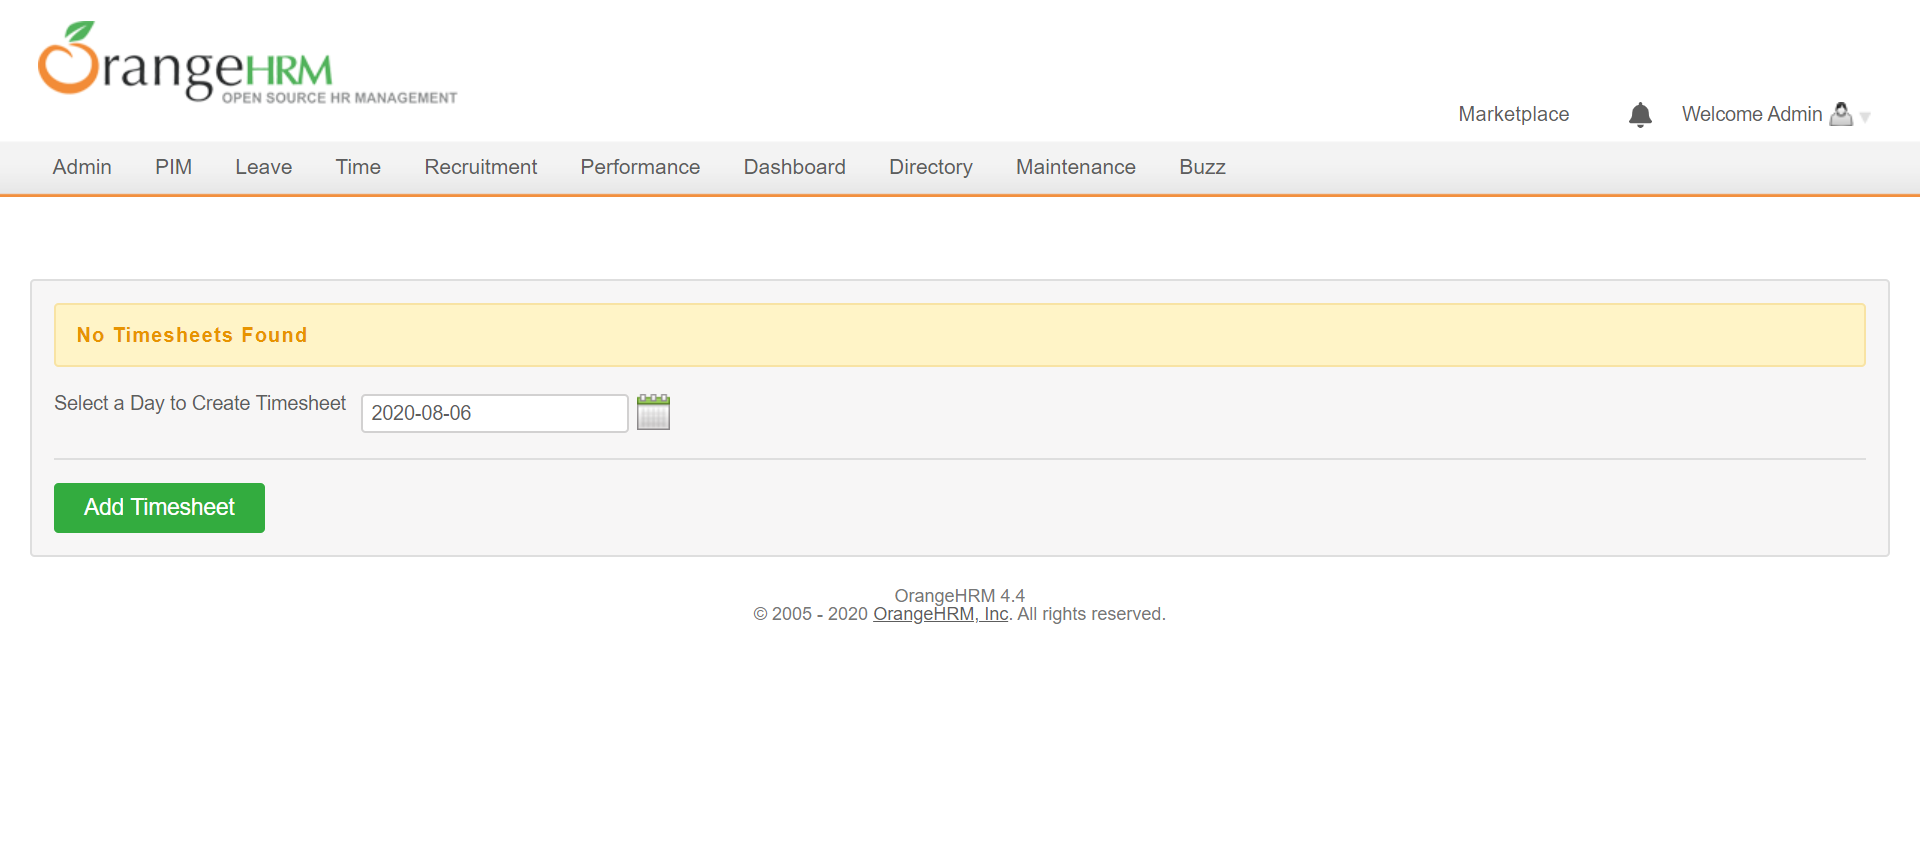 OrangeHRM
OPEN SOURCE HR MANAGEMENT
Marketplace Welcome Admin
Admin PIM Leave Time Recruitment Performance Dashboard Directory Maintenance Buzz
No Timesheets Found
Select a Day to Create Timesheet 2020-08-06
Add Timesheet
OrangeHRM 4.4
© 2005 - 2020 OrangeHRM, Inc. All rights reserved.